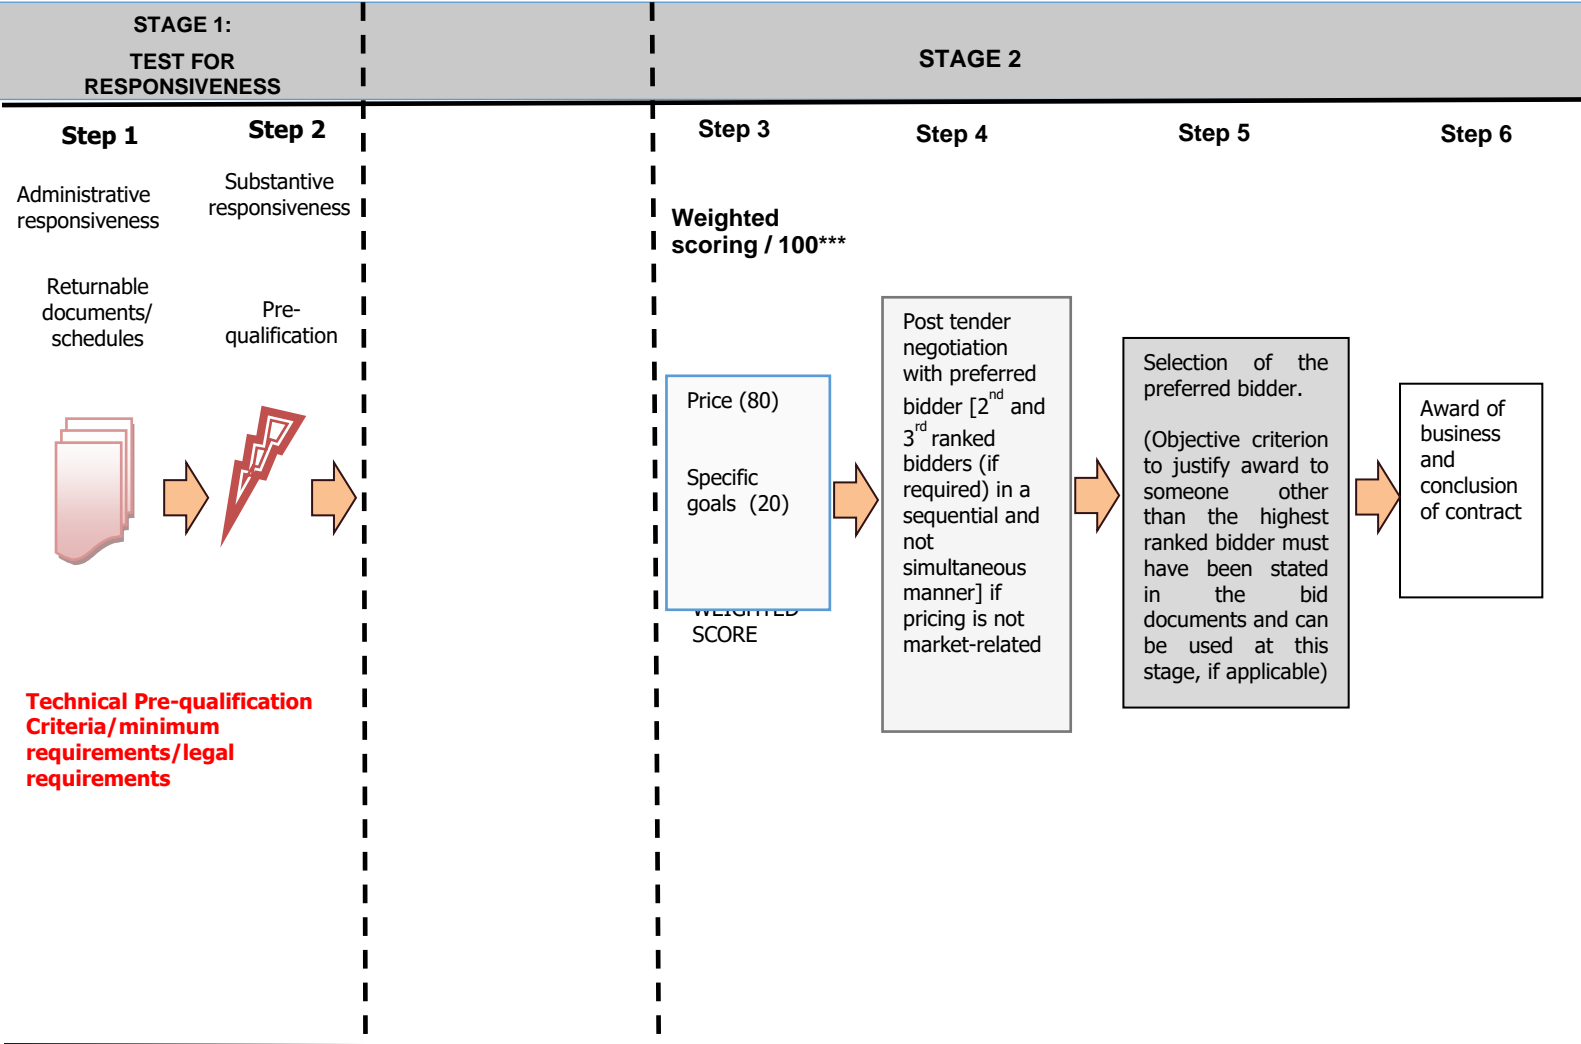 STAGE 1:
TEST FOR
RESPONSIVENESS
STAGE 2
Step 1
Step 2
Step 3
Step 4
Step 5
Step 6
Administrative
responsiveness
Substantive
responsiveness
Weighted
scoring / 100***
Returnable
documents/
schedules
Pre-
qualification
Price (80)
Specific
goals (20)
WEIGHTED
SCORE
Post tender
negotiation
with preferred
bidder [2nd and
3rd ranked
bidders (if
required) in a
sequential and
not
simultaneous
manner] if
pricing is not
market-related
Selection of the
preferred bidder.
(Objective criterion
to justify award to
someone other
than the highest
ranked bidder must
have been stated
in the bid
documents and can
be used at this
stage, if applicable)
Award of
business
and
conclusion
of contract
Technical Pre-qualification
Criteria/minimum
requirements/legal
requirements